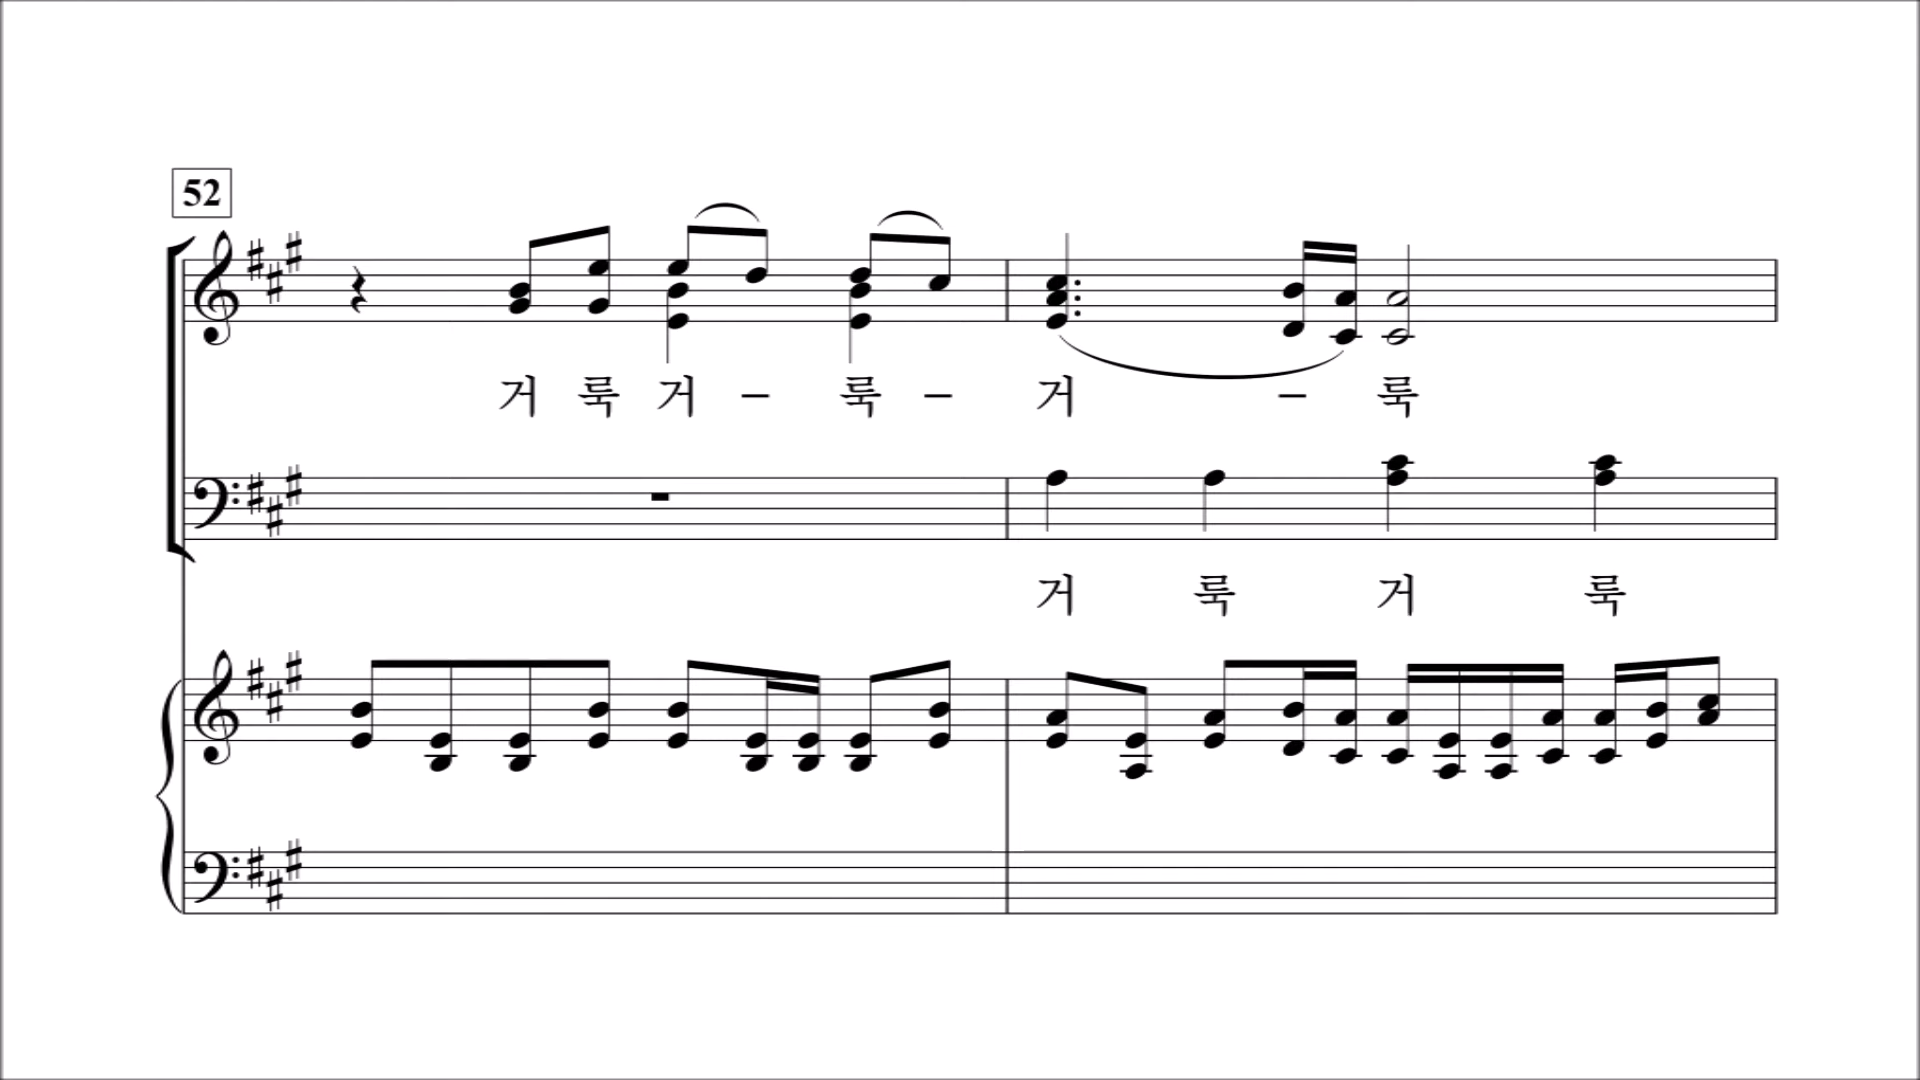 52
거 룩 거 – 룩 – 거 – 룩
거 룩 거 룩